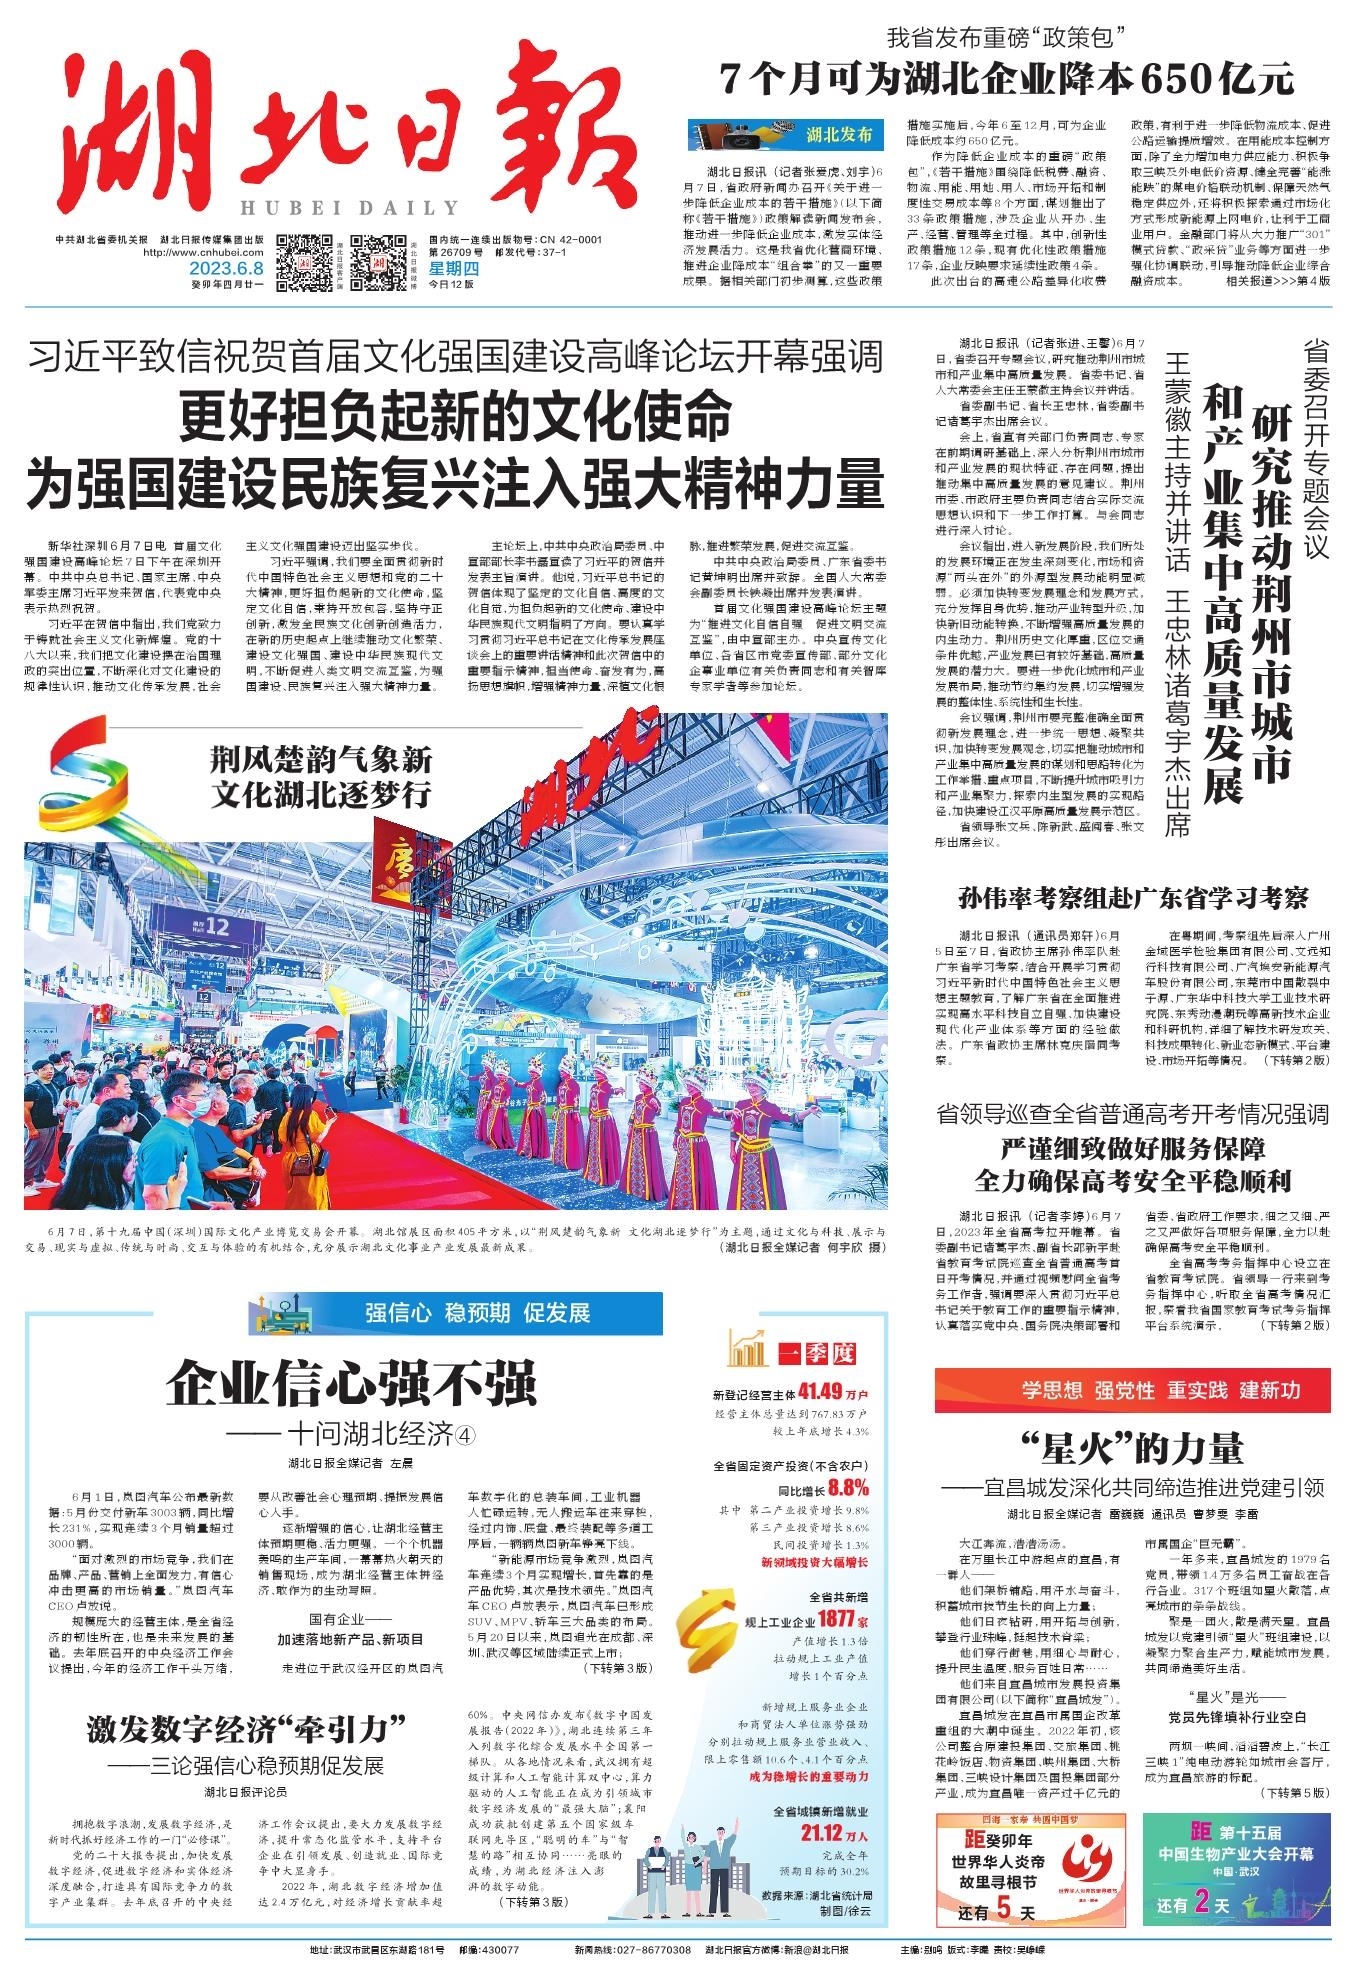 湖北日報
HUBEI DAILY
中共湖北省委机关报 湖北日报传媒集团出版
http://www.cnhubei.com
2023.6.8
癸卯年四月廿一
湖北日报客户端
湖北日报微博
国内统一连续出版物号:CN 42-0001
第26709号 邮发代号:37-1
星期四
今日12版
我省发布重磅“政策包”
7个月可为湖北企业降本650亿元
湖北发布
湖北日报讯（记者张爱虎、刘宇)6
月7日,省政府新闻办召开《关于进一
步降低企业成本的若干措施》（以下简
称《若干措施》)政策解读新闻发布会,
推动进一步降低企业成本,激发实体经
济发展活力。这是我省优化营商环境、
推进企业降成本“组合拳”的又一重要
成果。据相关部门初步测算,这些政策
措施实施后,今年6至12月,可为企业
降低成本约650亿元。
作为降低企业成本的重磅“政策
包”,《若干措施》围绕降低税费、融资、
物流、用能、用地、用人、市场开拓和制
度性交易成本等8个方面,谋划推出了
33条政策措施,涉及企业从开办、生
产、经营、管理等全过程。其中,创新性
政策措施12条,现有优化性政策措施
17条,企业反映要求延续性政策4条。
此次出台的高速公路差异化收费
政策,有利于进一步降低物流成本、促进
公路运输提质增效。在用能成本控制方
面,除了全力增加电力供应能力、积极争
取三峡及外电低价资源、健全完善“能涨
能跌”的煤电价格联动机制、保障天然气
稳定供应外,还将积极探索通过市场化
方式形成新能源上网电价,让利于工商
业用户。金融部门将从大力推广“301”
模式贷款、“政采贷”业务等方面进一步
强化协调联动,引导推动降低企业综合
融资成本。 相关报道>>>第4版
习近平致信祝贺首届文化强国建设高峰论坛开幕强调
更好担负起新的文化使命
为强国建设民族复兴注入强大精神力量
新华社深圳6月7日电 首届文化
强国建设高峰论坛7日下午在深圳开
幕。中共中央总书记、国家主席、中央
军委主席习近平发来贺信,代表党中央
表示热烈祝贺。
习近平在贺信中指出,我们党致力
于铸就社会主义文化新辉煌。党的十
八大以来,我们把文化建设摆在治国理
政的突出位置,不断深化对文化建设的
规律性认识,推动文化传承发展,社会
主义文化强国建设迈出坚实步伐。
习近平强调,我们要全面贯彻新时
代中国特色社会主义思想和党的二十
大精神,更好担负起新的文化使命,坚
定文化自信,秉持开放包容,坚持守正
创新,激发全民族文化创新创造活力,
在新的历史起点上继续推动文化繁荣、
建设文化强国、建设中华民族现代文
明,不断促进人类文明交流互鉴,为强
国建设、民族复兴注入强大精神力量。
主论坛上,中共中央政治局委员、中
宣部部长李书磊宣读了习近平的贺信并
发表主旨演讲。他说,习近平总书记的
贺信体现了坚定的文化自信、高度的文
化自觉,为担负起新的文化使命、建设中
华民族现代文明指明了方向。要认真学
习贯彻习近平总书记在文化传承发展座
谈会上的重要讲话精神和此次贺信中的
重要指示精神,担当使命、奋发有为,高
扬思想旗帜,增强精神力量,深植文化根
脉,推进繁荣发展,促进交流互鉴。
中共中央政治局委员、广东省委书
记黄坤明出席并致辞。全国人大常委
会副委员长铁凝出席并发表演讲。
首届文化强国建设高峰论坛主题
为“推进文化自信自强 促进文明交流
互鉴”,由中宣部主办。中央宣传文化
单位、各省区市党委宣传部、部分文化
企事业单位有关负责同志和有关智库
专家学者等参加论坛。
荆风楚韵气象新
文化湖北逐梦行
湖北
廣
Hall 12
12
6月7日,第十九届中国(深圳)国际文化产业博览交易会开幕。湖北馆展区面积405平方米,以“荆风楚韵气象新 文化湖北逐梦行”为主题,通过文化与科技、展示与
交易、现实与虚拟、传统与时尚、交互与体验的有机结合,充分展示湖北文化事业产业发展最新成果。 （湖北日报全媒记者 何宇欣 摄）
省委召开专题会议
研究推动荆州市城市
和产业集中高质量发展
王蒙徽主持并讲话 王忠林诸葛宇杰出席
湖北日报讯（记者张进、王馨)6月7
日,省委召开专题会议,研究推动荆州市城
市和产业集中高质量发展。省委书记、省
人大常委会主任王蒙徽主持会议并讲话。
省委副书记、省长王忠林,省委副书
记诸葛宇杰出席会议。
会上,省直有关部门负责同志、专家
在前期调研基础上,深入分析荆州市城市
和产业发展的现状特征、存在问题,提出
推动集中高质量发展的意见建议。荆州
市委、市政府主要负责同志结合实际交流
思想认识和下一步工作打算。与会同志
进行深入讨论。
会议指出,进入新发展阶段,我们所处
的发展环境正在发生深刻变化,市场和资
源“两头在外”的外源型发展动能明显减
弱。必须加快转变发展理念和发展方式,
充分发挥自身优势,推动产业转型升级,加
快新旧动能转换,不断增强高质量发展的
内生动力。荆州历史文化厚重,区位交通
条件优越,产业发展已有较好基础,高质量
发展的潜力大。要进一步优化城市和产业
发展布局,推动节约集约发展,切实增强发
展的整体性、系统性和生长性。
会议强调,荆州市要完整准确全面贯
彻新发展理念,进一步统一思想、凝聚共
识,加快转变发展观念,切实把推动城市和
产业集中高质量发展的谋划和思路转化为
工作举措、重点项目,不断提升城市吸引力
和产业集聚力,探索内生型发展的实现路
径,加快建设江汉平原高质量发展示范区。
省领导张文兵、陈新武、盛阅春、张文
彤出席会议。
孙伟率考察组赴广东省学习考察
湖北日报讯（通讯员郑轩)6月
5日至7日,省政协主席孙伟率队赴
广东省学习考察,结合开展学习贯彻
习近平新时代中国特色社会主义思
想主题教育,了解广东省在全面推进
实现高水平科技自立自强、加快建设
现代化产业体系等方面的经验做
法。广东省政协主席林克庆陪同考
察。
在粤期间,考察组先后深入广州
金域医学检验集团有限公司、文远知
行科技有限公司、广汽埃安新能源汽
车股份有限公司,东莞市中国散裂中
子源、广东华中科技大学工业技术研
究院、东莞动漫潮玩等高新技术企业
和科研机构,详细了解技术研发攻关、
科技成果转化、新业态新模式、平台建
设、市场开拓等情况。（下转第2版）
省领导巡查全省普通高考开考情况强调
严谨细致做好服务保障
全力确保高考安全平稳顺利
湖北日报讯（记者李婷)6月7
日,2023年全省高考拉开帷幕。省
委副书记诸葛宇杰、副省长邵新宇赴
省教育考试院巡查全省普通高考首
日开考情况,并通过视频慰问全省考
务工作者,强调要深入贯彻习近平总
书记关于教育工作的重要指示精神,
认真落实党中央、国务院决策部署和
省委、省政府工作要求,细之又细、严
之又严做好各项服务保障,全力以赴
确保高考安全平稳顺利。
全省高考考务指挥中心设立在
省教育考试院。省领导一行来到考
务指挥中心,听取全省高考情况汇
报,察看我省国家教育考试考务指挥
平台系统演示, （下转第2版）
强信心 稳预期 促发展
企业信心强不强
—— 十问湖北经济④
湖北日报全媒记者 左晨
6月1日,岚图汽车公布最新数
据:5月份交付新车3003辆,同比增
长231%,实现连续3个月销量超过
3000辆。
“面对激烈的市场竞争,我们在
品牌、产品、营销上全面发力,有信心
冲击更高的市场销量。”岚图汽车
CEO卢放说。
规模庞大的经营主体,是全省经
济的韧性所在,也是未来发展的基
础。去年底召开的中央经济工作会
议提出,今年的经济工作千头万绪,
要从改善社会心理预期、提振发展信
心入手。
逐渐增强的信心,让湖北经营主
体预期更稳、活力更强。一个个机器
轰鸣的生产车间,一幕幕热火朝天的
销售现场,成为湖北经营主体拼经
济、敢作为的生动写照。
国有企业——
加速落地新产品、新项目
走进位于武汉经开区的岚图汽
车数字化的总装车间,工业机器
人忙碌运转,无人搬运车往来穿梭,
经过内饰、底盘、最终装配等多道工
序后,一辆辆岚图新车锃亮下线。
“新能源市场竞争激烈,岚图汽
车连续3个月实现增长,首先靠的是
产品优势,其次是技术领先。”岚图汽
车CEO卢放表示,岚图汽车已形成
SUV、MPV、轿车三大品类的布局。
5月20日以来,岚图追光在成都、深
圳、武汉等区域陆续正式上市;
（下转第3版）
激发数字经济“牵引力”
——三论强信心稳预期促发展
湖北日报评论员
拥抱数字浪潮,发展数字经济,是
新时代抓好经济工作的一门“必修课”。
党的二十大报告提出,加快发展
数字经济,促进数字经济和实体经济
深度融合,打造具有国际竞争力的数
字产业集群。去年底召开的中央经
济工作会议提出,要大力发展数字经
济,提升常态化监管水平,支持平台
企业在引领发展、创造就业、国际竞
争中大显身手。
2022年,湖北数字经济增加值
达2.4万亿元,对经济增长贡献率超
60%。中央网信办发布《数字中国发
展报告(2022年)》,湖北连续第三年
入列数字化综合发展水平全国第一
梯队。从各地情况来看,武汉拥有超
级计算和人工智能计算双中心,算力
驱动的人工智能正在成为引领城市
数字经济发展的“最强大脑”;襄阳
成功获批创建第五个国家级车
联网先导区,“聪明的车”与“智
慧的路”相互协同……亮眼的
成绩,为湖北经济注入澎
湃的数字动能。
（下转第3版）
一季度
新登记经营主体41.49万户
经营主体总量达到767.83万户
较上年底增长4.3%
全省固定资产投资(不含农户)
同比增长8.8%
其中 第二产业投资增长9.8%
第三产业投资增长8.6%
民间投资增长1.3%
新领域投资大幅增长
全省共新增
规上工业企业1877家
产值增长1.3倍
拉动规上工业产值
增长1个百分点
新增规上服务业企业
和商贸法人单位涨势强劲
分别拉动规上服务业营业收入、
限上零售额10.6个、4.1个百分点
成为稳增长的重要动力
全省城镇新增就业
21.12万人
完成全年
预期目标的30.2%
数据来源:湖北省统计局
制图/徐云
学思想 强党性 重实践 建新功
“星火”的力量
——宜昌城发深化共同缔造推进党建引领
湖北日报全媒记者 雷巍巍 通讯员 曹梦雯 李雷
大江奔流,浩浩汤汤。
在万里长江中游起点的宜昌,有
一群人——
他们架桥铺路,用汗水与奋斗,
积蓄城市拔节生长的向上力量;
他们日夜钻研,用开拓与创新,
攀登行业珠峰,挺起技术脊梁;
他们穿行街巷,用细心与耐心,
提升民生温度,服务百姓日常……
他们来自宜昌城市发展投资集
团有限公司(以下简称“宜昌城发”)。
宜昌城发在宜昌市属国企改革
重组的大潮中诞生。2022年初,该
公司整合原建投集团、交旅集团、桃
花岭饭店、物资集团、峡州集团、大桥
集团、三峡设计集团及国投集团部分
产业,成为宜昌唯一资产过千亿元的
市属国企“巨无霸”。
一年多来,宜昌城发的1979名
党员,带领1.4万多名员工奋战在各
行各业。317个班组如星火散落,点
亮城市的条条战线。
聚是一团火,散是满天星。宜昌
城发以党建引领“星火”班组建设,以
凝聚力聚合生产力,赋能城市发展,
共同缔造美好生活。
“星火”是光——
党员先锋填补行业空白
两坝一峡间,滔滔碧波上,“长江
三峡1”纯电动游轮如城市会客厅,
成为宜昌旅游的标配。
（下转第5版）
四海一家亲 共圆中国梦
距癸卯年
世界华人炎帝
故里寻根节
还有5天
距 第十五届
中国生物产业大会开幕
中国·武汉
还有2天
地址:武汉市武昌区东湖路181号 邮编:430077 新闻热线:027-86770308 湖北日报官方微博:新浪@湖北日报 主编:别鸣 版式:李曦 责校:吴峥嵘